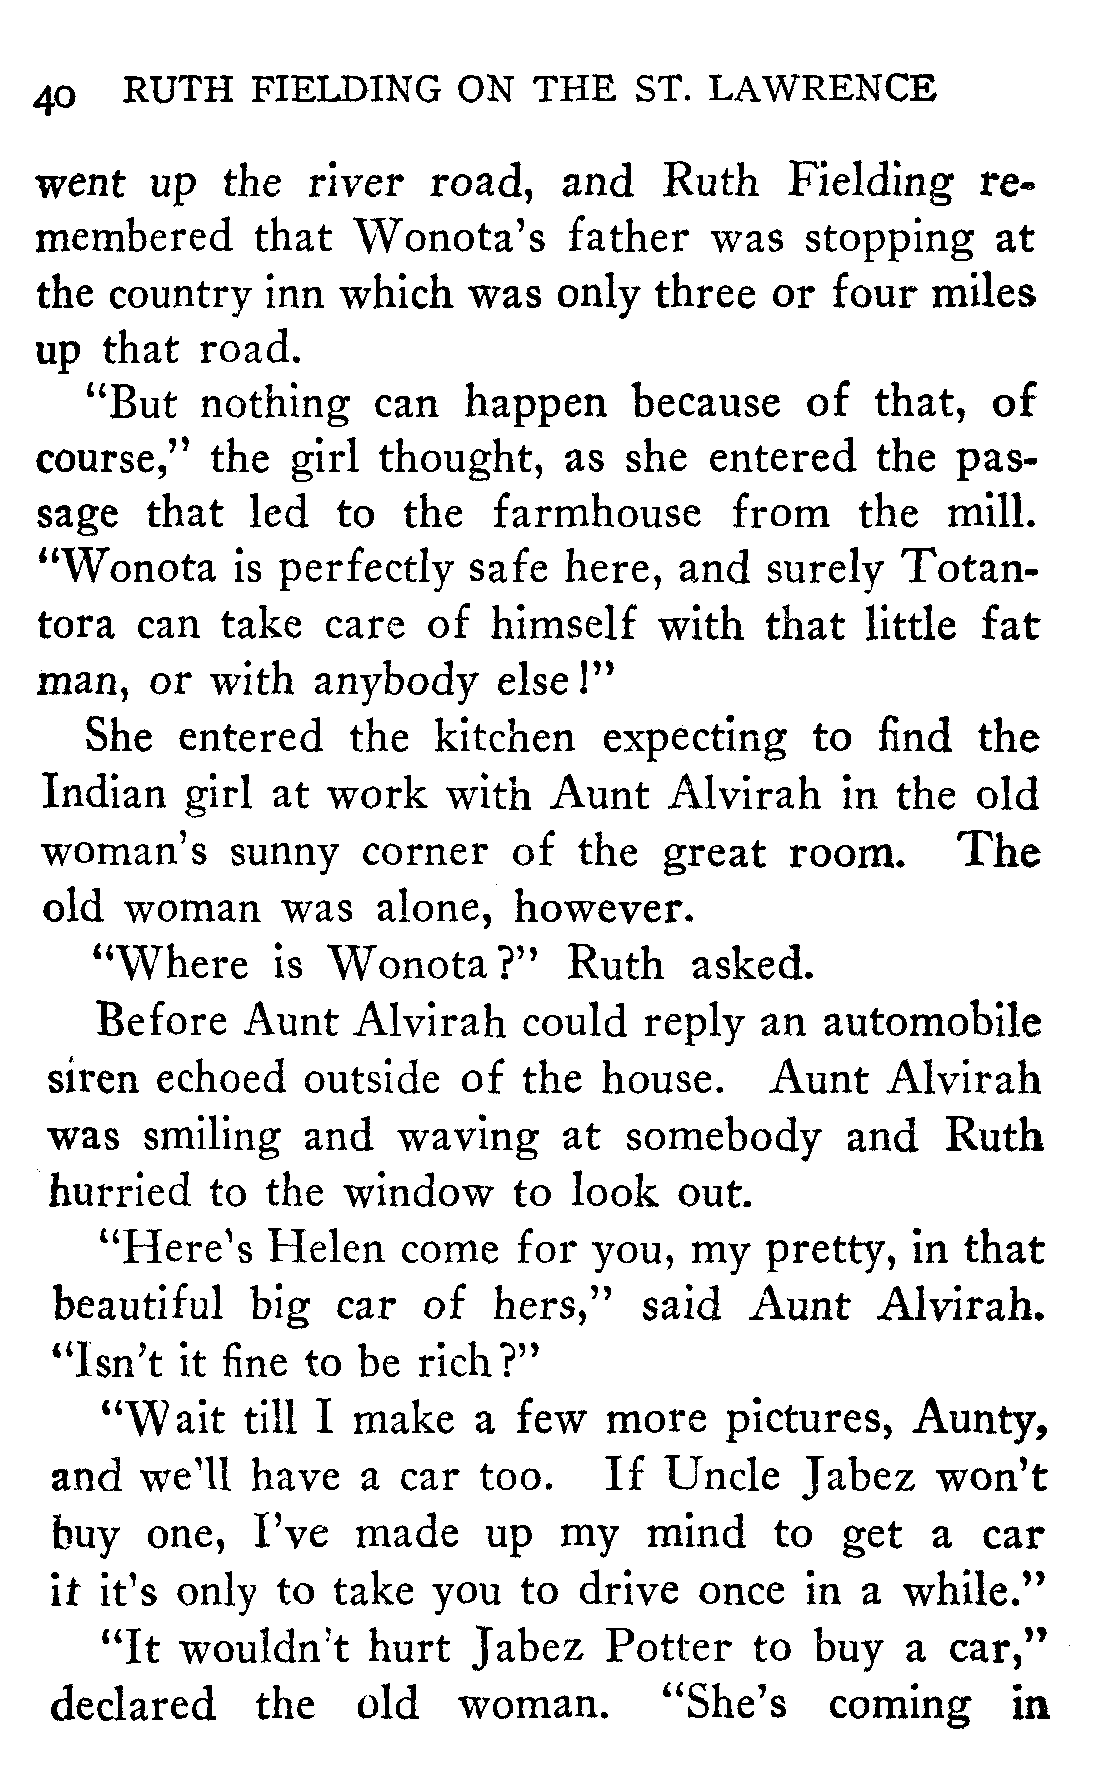 40 RUTH FIELDING ON THE ST. LAWRENCE
went up the river road, and Ruth Fielding re-
membered that Wonota's father was stopping at
the country inn which was only three or four miles
up that road.
"But nothing can happen because of that, of
course," the girl thought, as she entered the pas-
sage that led to the farmhouse from the mill.
"Wonota is perfectly safe here, and surely Totan-
tora can take care of himself with that little fat
man, or with anybody else!"
She entered the kitchen expecting to find the
Indian girl at work with Aunt Alvirah in the old
woman's sunny corner of the great room. The
old woman was alone, however.
"Where is Wonota?" Ruth asked.
Before Aunt Alvirah could reply an automobile
siren echoed outside of the house. Aunt Alvirah
was smiling and waving at somebody and Ruth
hurried to the window to look out.
"Here's Helen come for you, my pretty, in that
beautiful big car of hers," said Aunt Alvirah.
"Isn't it fine to be rich?"
"Wait till I make a few more pictures, Aunty,
and we'll have a car too. If Uncle Jabez won't
buy one, I've made up my mind to get a car
if it's only to take you to drive once in a while."
"It wouldn't hurt Jabez Potter to buy a car,"
declared the old woman. "She's coming in